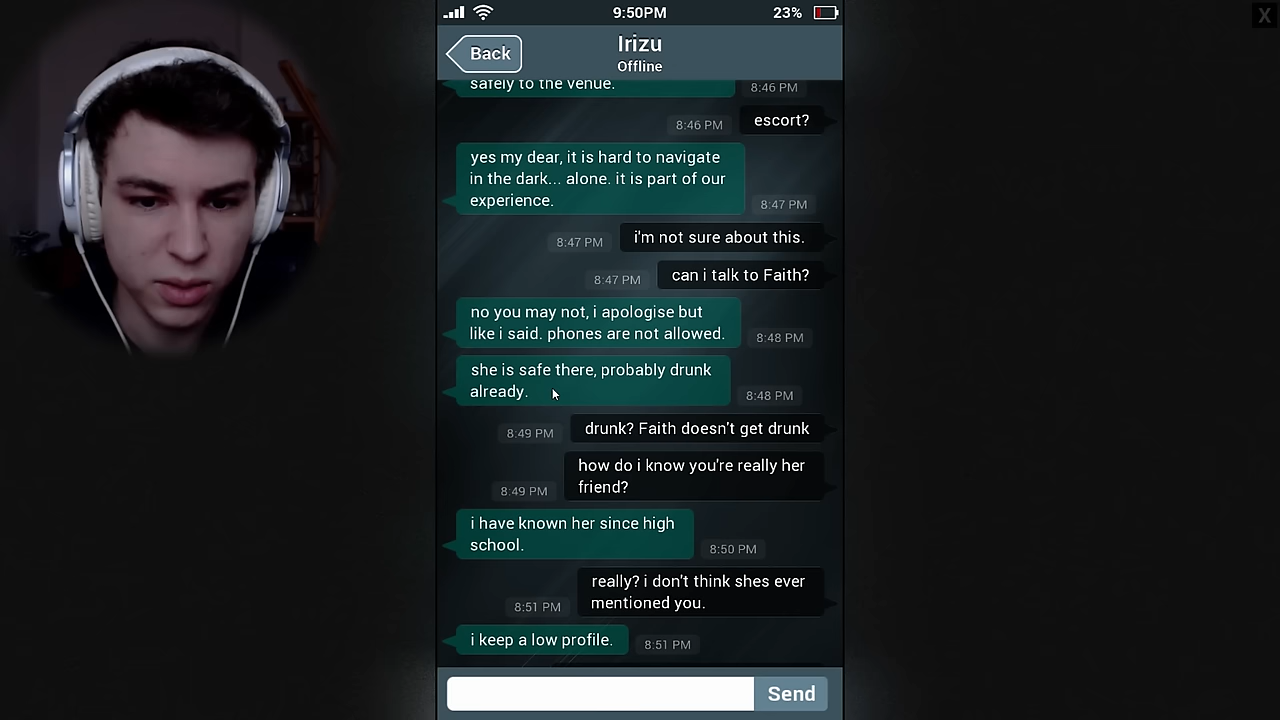 9:50PM
23%
X
Back
Irizu
Offline
safely to the venue.
8:46 PM
escort?
8:46 PM
yes my dear, it is hard to navigate
in the dark... alone. it is part of our
experience.
8:47 PM
i'm not sure about this.
8:47 PM
can i talk to Faith?
8:47 PM
no you may not, i apologise but
like i said. phones are not allowed.
8:48 PM
she is safe there, probably drunk
already.
8:48 PM
drunk? Faith doesn't get drunk
8:49 PM
how do i know you're really her
friend?
8:49 PM
i have known her since high
school.
8:50 PM
really? i don't think shes ever
mentioned you.
8:51 PM
i keep a low profile.
8:51 PM
Send